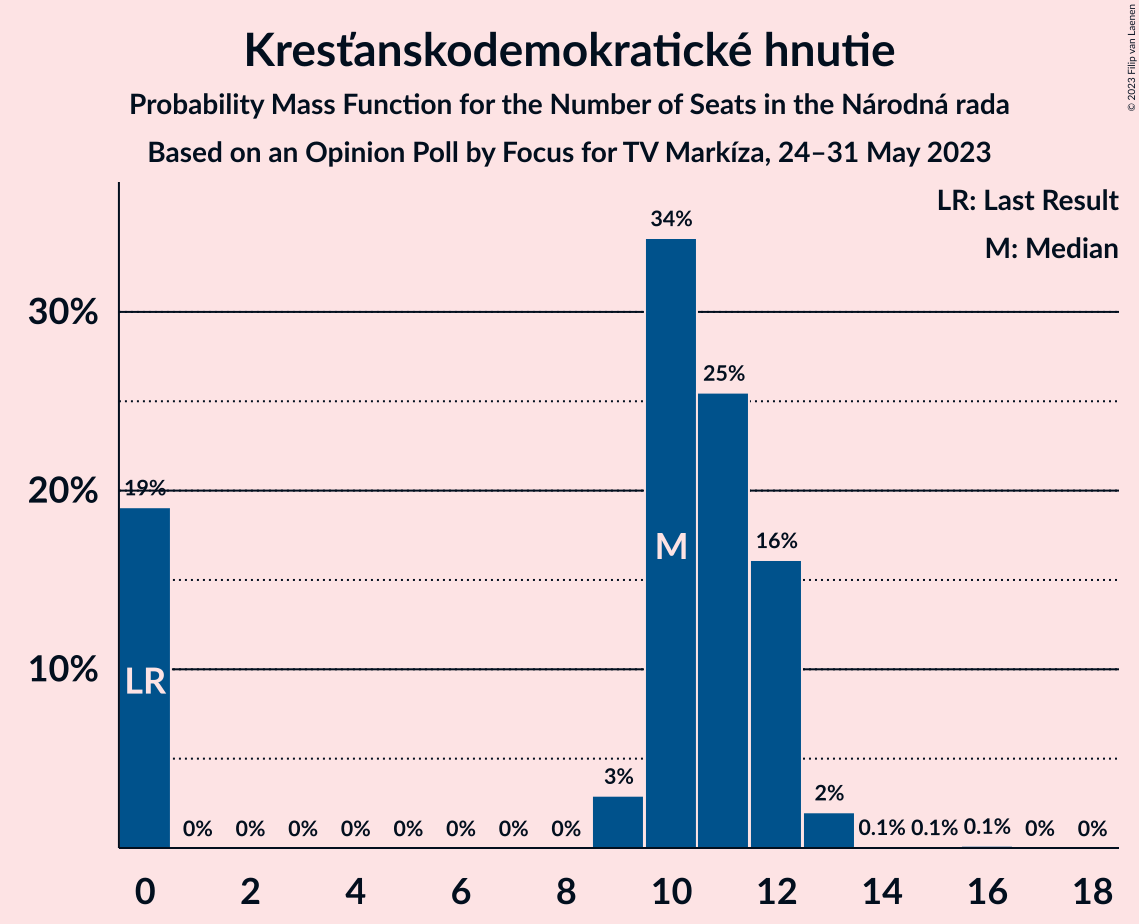 Kresťanskodemokratické hnutie
Probability Mass Function for the Number of Seats in the Národná rada
Based on an Opinion Poll by Focus for TV Markíza, 24–31 May 2023
© 2023 Filip van Laenen
LR: Last Result
M: Median
34%
30%
25%
19%
20%
16%
M
10%
LR
3%
2%
0% 0% 0% 0% 0% 0% 0% 0% 0.1% 0.1% 0.1% 0% 0%
0 2 4 6 8 10 12 14 16 18